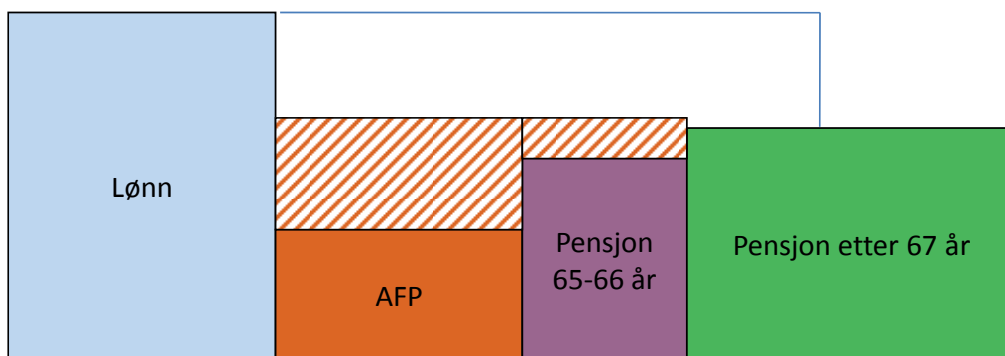 Lønn
AFP
Pensjon
65-66 år
Pensjon etter 67 år